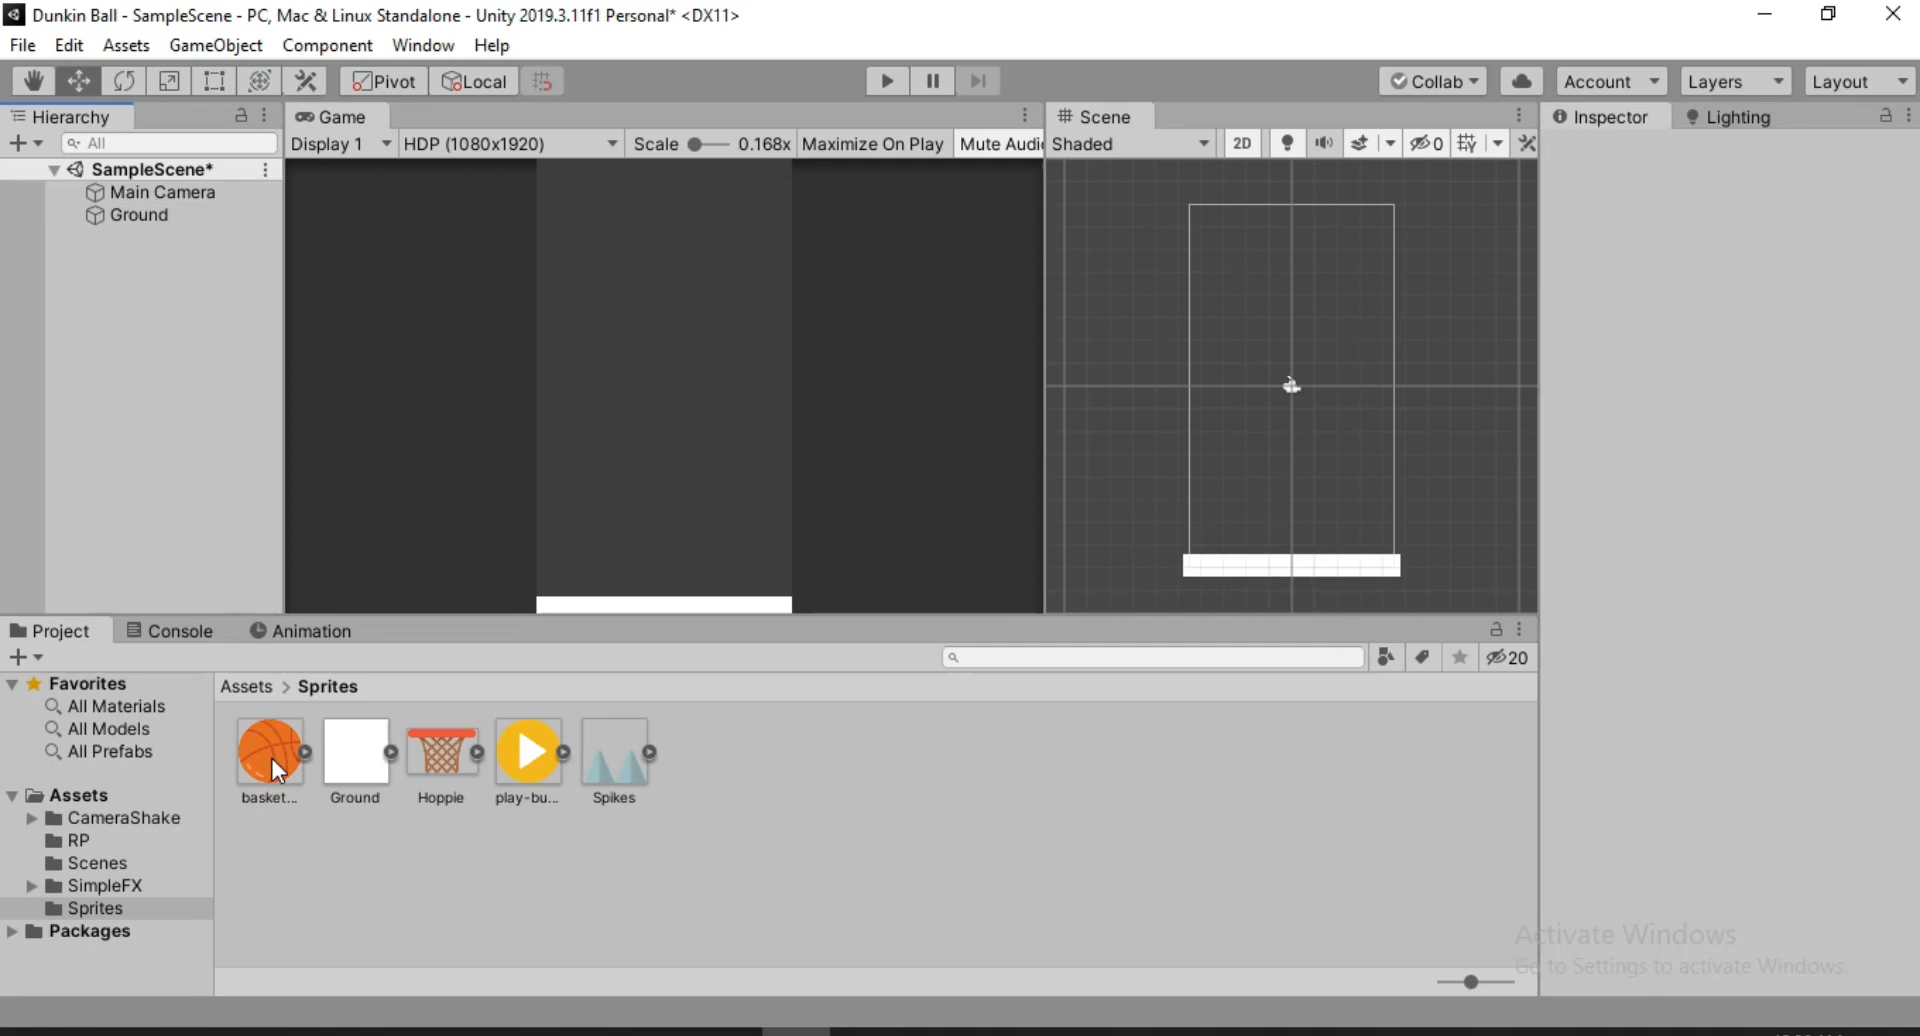 Dunkin Ball - SampleScene - PC, Mac & Linux Standalone - Unity 2019.3.11f1 Personal* <DX11>
File Edit Assets GameObject Component Window Help
Pivot Local Collab Account Layers Layout
Hierarchy Game Scene Inspector Lighting
All Display 1 HDP (1080x1920) Scale 0.168x Maximize On Play Mute Audi Shaded 2D 0
SampleScene*
Main Camera
Ground
Project Console Animation
20
Favorites Assets > Sprites
All Materials
All Models
All Prefabs
basket... Ground Hoppie play-bu... Spikes
Assets
CameraShake
RP
Scenes
SimpleFX
Sprites
Packages
Activate Windows
Go to Settings to activate Windows.